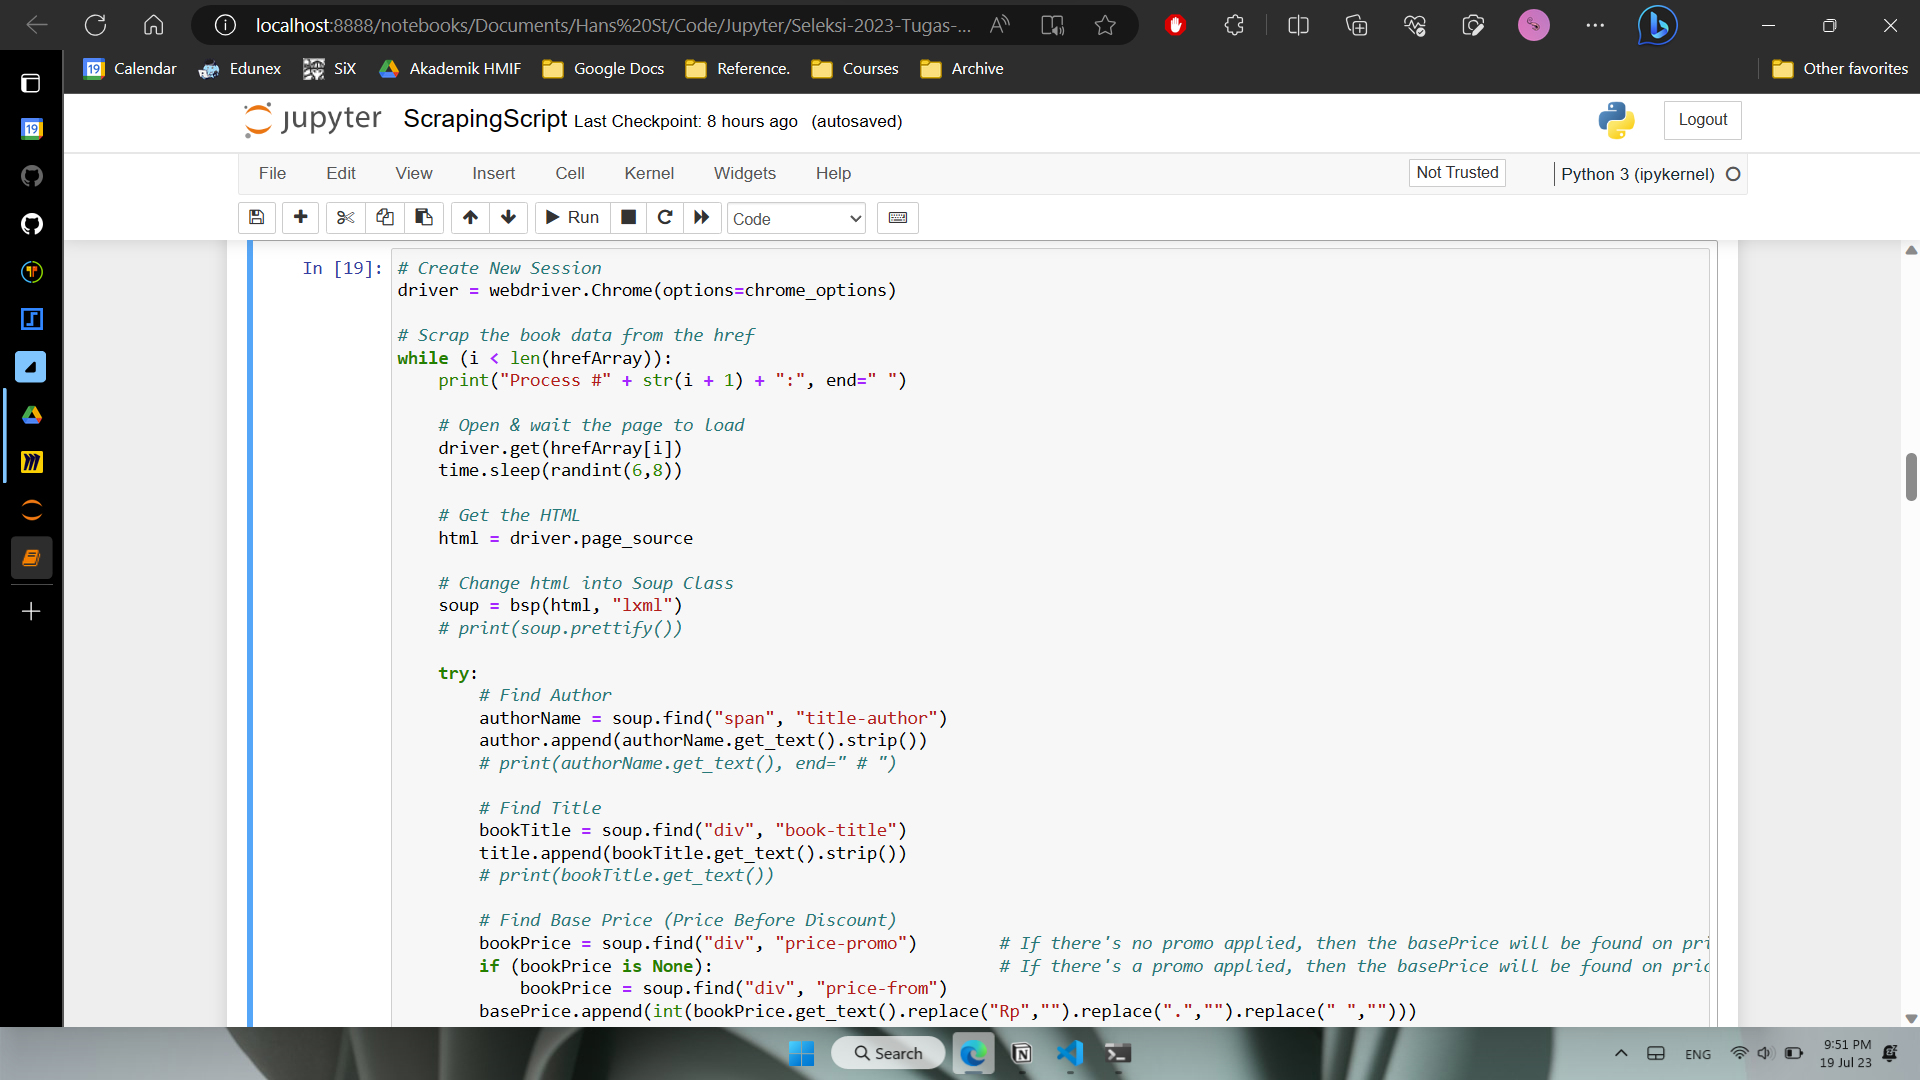 localhost:8888/notebooks/Documents/Hans%20St/Code/Jupyter/Seleksi-2023-Tugas-...
19 Calendar Edunex SiX Akademik HMIF Google Docs Reference. Courses Archive Other favorites
19
jupyter ScrapingScript Last Checkpoint: 8 hours ago (autosaved) Logout
File Edit View Insert Cell Kernel Widgets Help Not Trusted Python 3 (ipykernel)
Run Code
In [19]: # Create New Session
driver = webdriver.Chrome(options=chrome_options)
# Scrap the book data from the href
while (i < len(hrefArray)):
print("Process #" + str(i + 1) + ":", end=" ")
# Open & wait the page to load
driver.get(hrefArray[i])
time.sleep(randint(6,8))
# Get the HTML
html = driver.page_source
# Change html into Soup Class
soup = bsp(html, "lxml")
# print(soup.prettify())
try:
# Find Author
authorName = soup.find("span", "title-author")
author.append(authorName.get_text().strip())
# print(authorName.get_text(), end=" # ")
# Find Title
bookTitle = soup.find("div", "book-title")
title.append(bookTitle.get_text().strip())
# print(bookTitle.get_text())
# Find Base Price (Price Before Discount)
bookPrice = soup.find("div", "price-promo") # If there's no promo applied, then the basePrice will be found on pri
if (bookPrice is None): # If there's a promo applied, then the basePrice will be found on pric
bookPrice = soup.find("div", "price-from")
basePrice.append(int(bookPrice.get_text().replace("Rp","").replace(".","").replace(" ","")))
Search ENG 9:51 PM
19 Jul 23